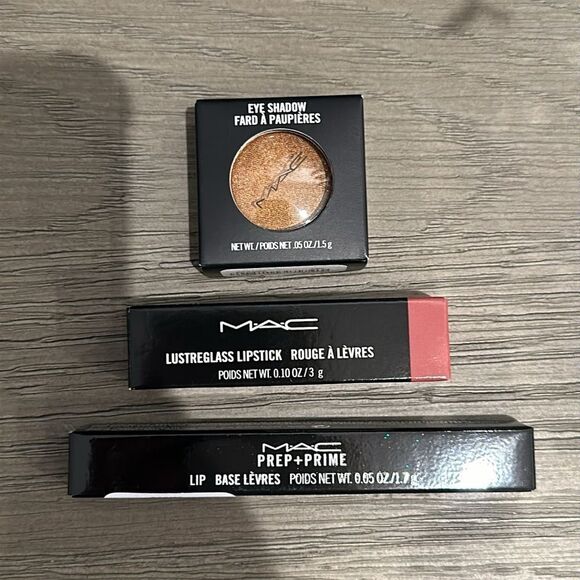 EYE SHADOW
FARD À PAUPIÈRES
MAC
NET WT. / POIDS NET .05 OZ./1.5 g
MAC
LUSTREGLASS LIPSTICK ROUGE À LÈVRES
POIDS NET WT. 0.10 OZ / 3 g
MAC
PREP+PRIME
LIP BASE LÈVRES POIDS NET WT. 0.05 OZ./1.7 g